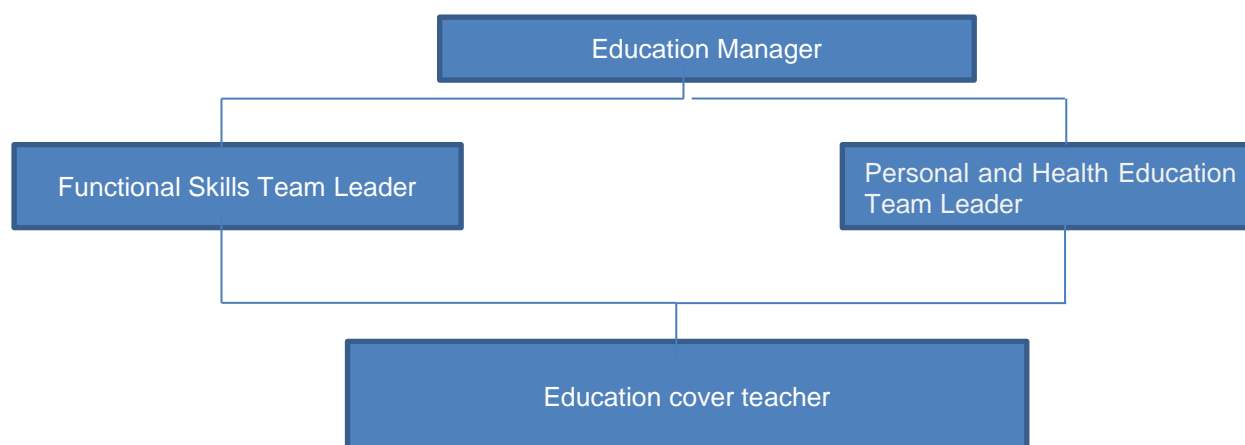 Education Manager
Functional Skills Team Leader
Personal and Health Education
Team Leader
Education cover teacher